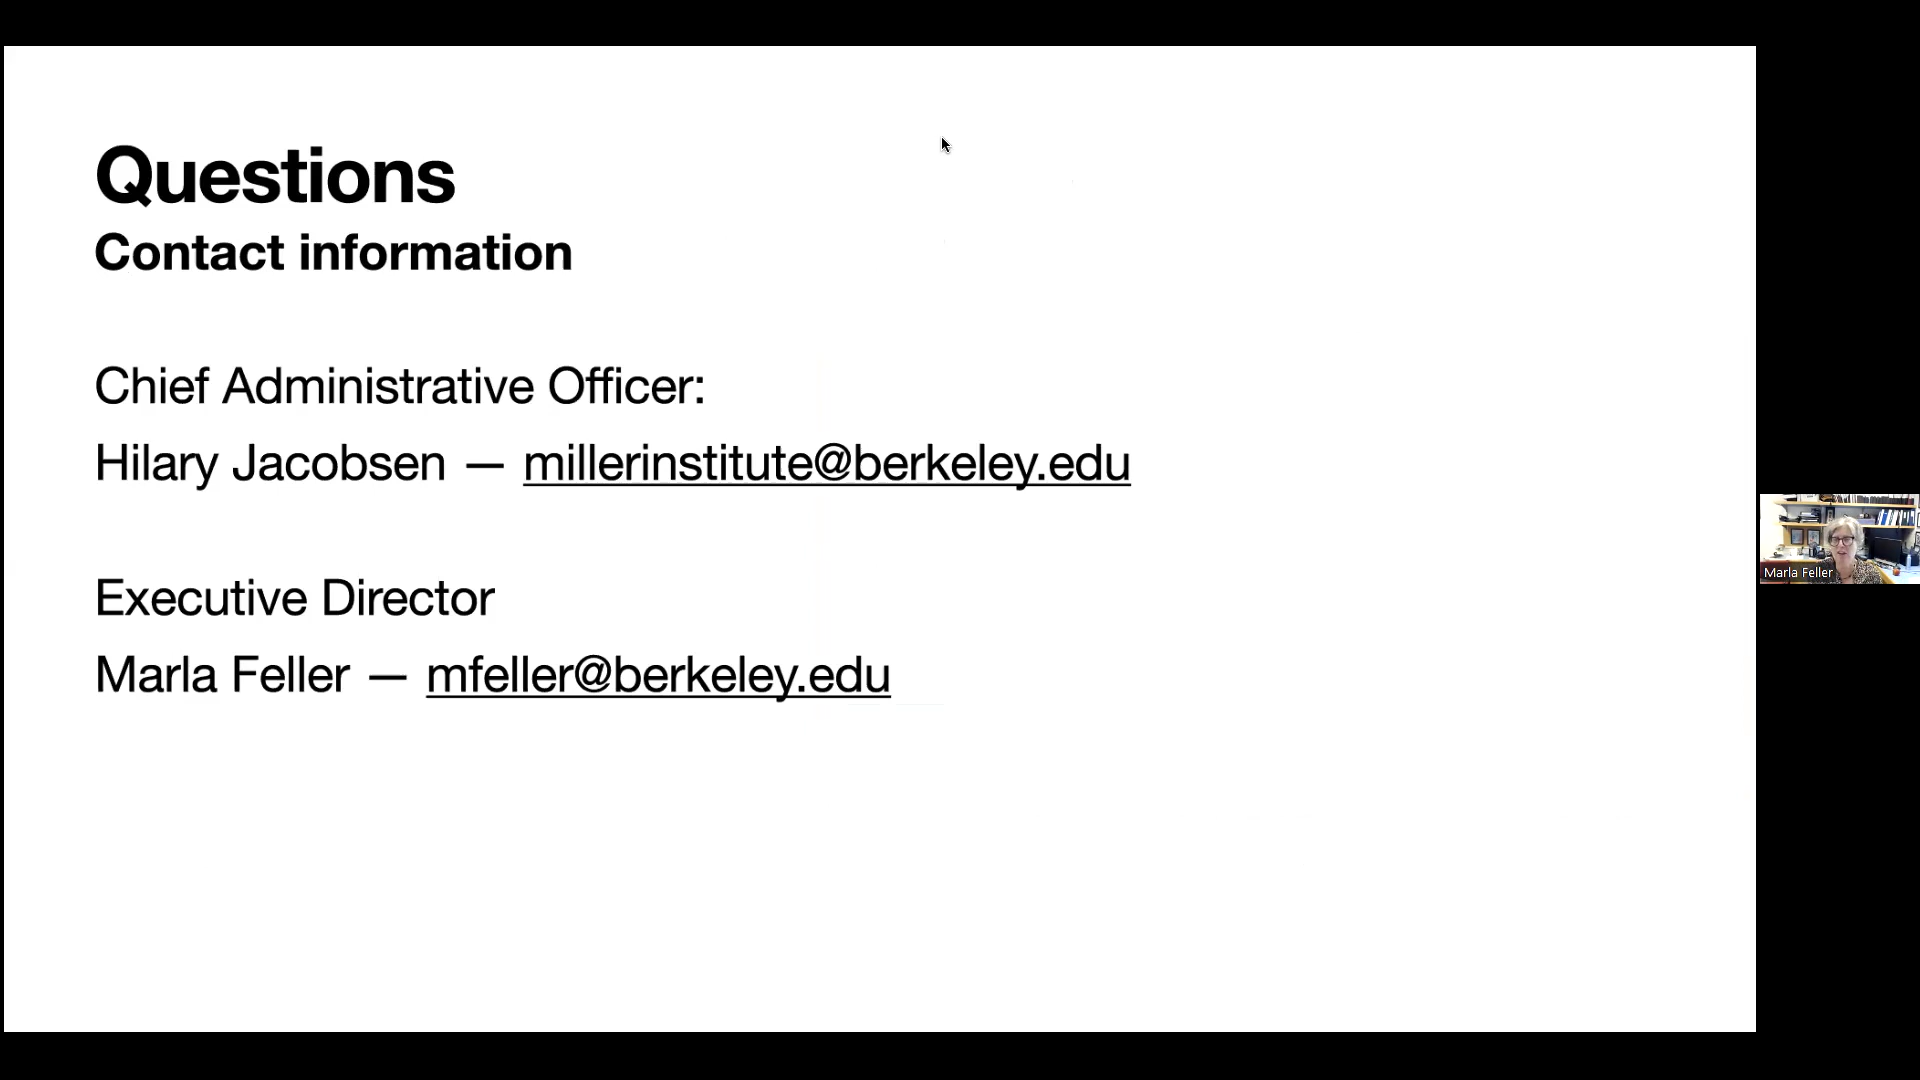 Questions
Contact information
Chief Administrative Officer:
Hilary Jacobsen — millerinstitute@berkeley.edu
Executive Director
Marla Feller — mfeller@berkeley.edu
Marla Feller